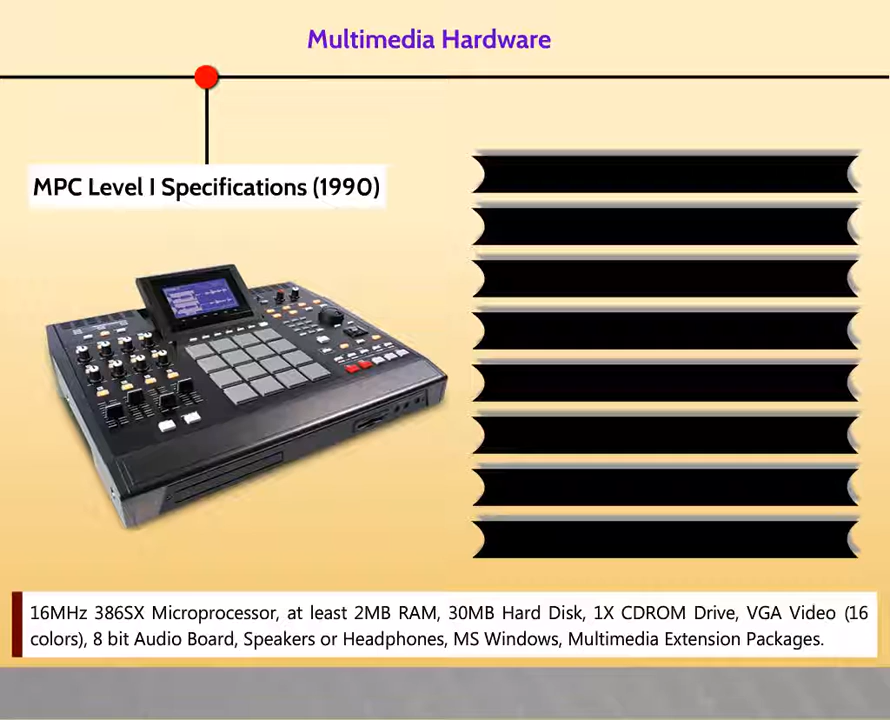 Multimedia Hardware
MPC Level I Specifications (1990)
16MHz 386SX Microprocessor, at least 2MB RAM, 30MB Hard Disk, 1X CDROM Drive, VGA Video (16
colors), 8 bit Audio Board, Speakers or Headphones, MS Windows, Multimedia Extension Packages.